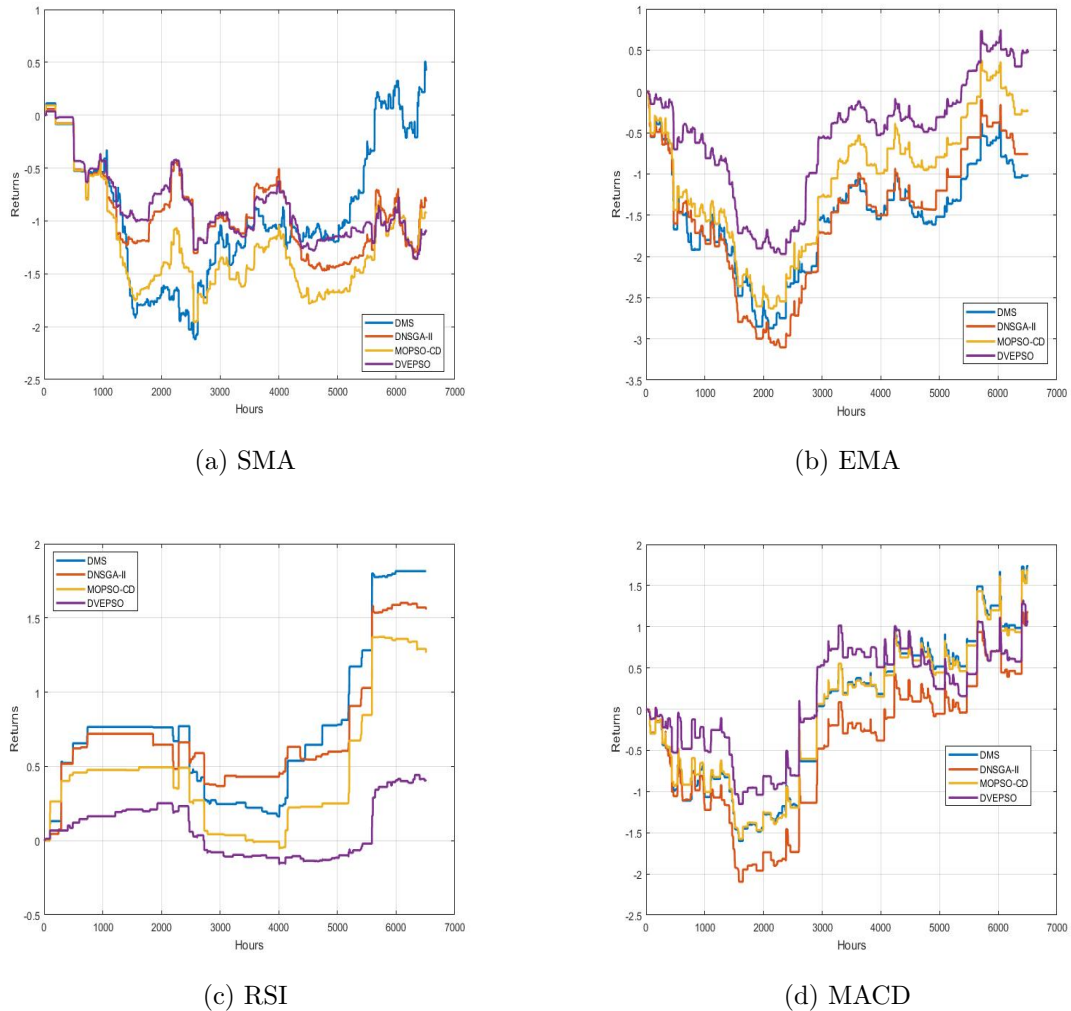 1
0.5
0
-0.5
-1
-1.5
-2
-2.5
Returns
0 1000 2000 3000 4000 5000 6000 7000
Hours
DMS
DNSGA-II
MOPSO-CD
DVEPSO
(a) SMA
1
0.5
0
-0.5
-1
-1.5
-2
-2.5
-3
-3.5
Returns
0 1000 2000 3000 4000 5000 6000 7000
Hours
DMS
DNSGA-II
MOPSO-CD
DVEPSO
(b) EMA
2
1.5
1
0.5
0
-0.5
Returns
0 1000 2000 3000 4000 5000 6000 7000
Hours
DMS
DNSGA-II
MOPSO-CD
DVEPSO
(c) RSI
2
1.5
1
0.5
0
-0.5
-1
-1.5
-2
-2.5
Returns
0 1000 2000 3000 4000 5000 6000 7000
Hours
DMS
DNSGA-II
MOPSO-CD
DVEPSO
(d) MACD